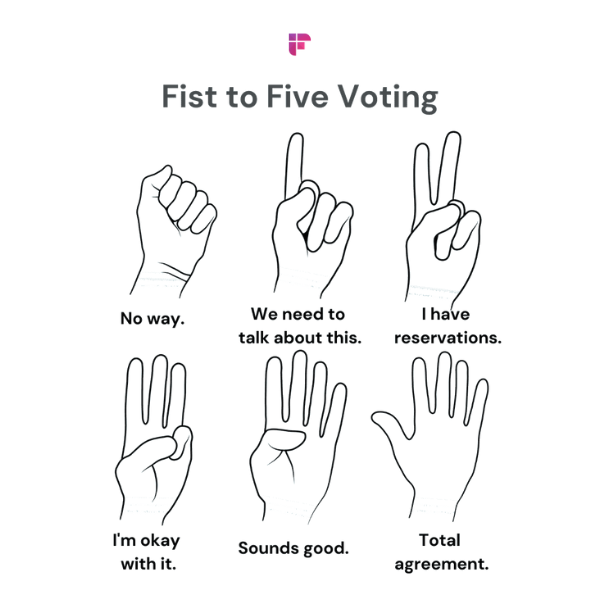 Fist to Five Voting
No way.
We need to
talk about this.
I have
reservations.
I'm okay
with it.
Sounds good.
Total
agreement.